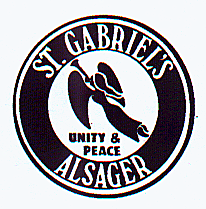 ST. GABRIEL'S
UNITY &
PEACE
ALSAGER